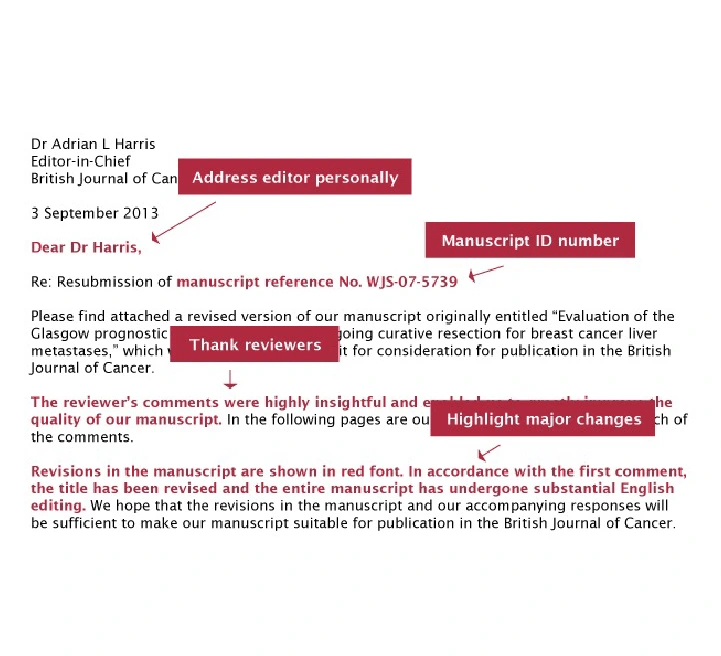 Dr Adrian L Harris
Editor-in-Chief
British Journal of Can
Address editor personally
3 September 2013
Dear Dr Harris,
Manuscript ID number
Re: Resubmission of manuscript reference No. WJS-07-5739
Please find attached a revised version of our manuscript originally entitled “Evaluation of the
Glasgow prognostic going curative resection for breast cancer liver
Thank reviewers
metastases,” which it for consideration for publication in the British
Journal of Cancer.
The reviewer's comments were highly insightful and the
quality of our manuscript. In the following pages are ch of
Highlight major changes
the comments.
Revisions in the manuscript are shown in red font. In accordance with the first comment,
the title has been revised and the entire manuscript has undergone substantial English
editing. We hope that the revisions in the manuscript and our accompanying responses will
be sufficient to make our manuscript suitable for publication in the British Journal of Cancer.